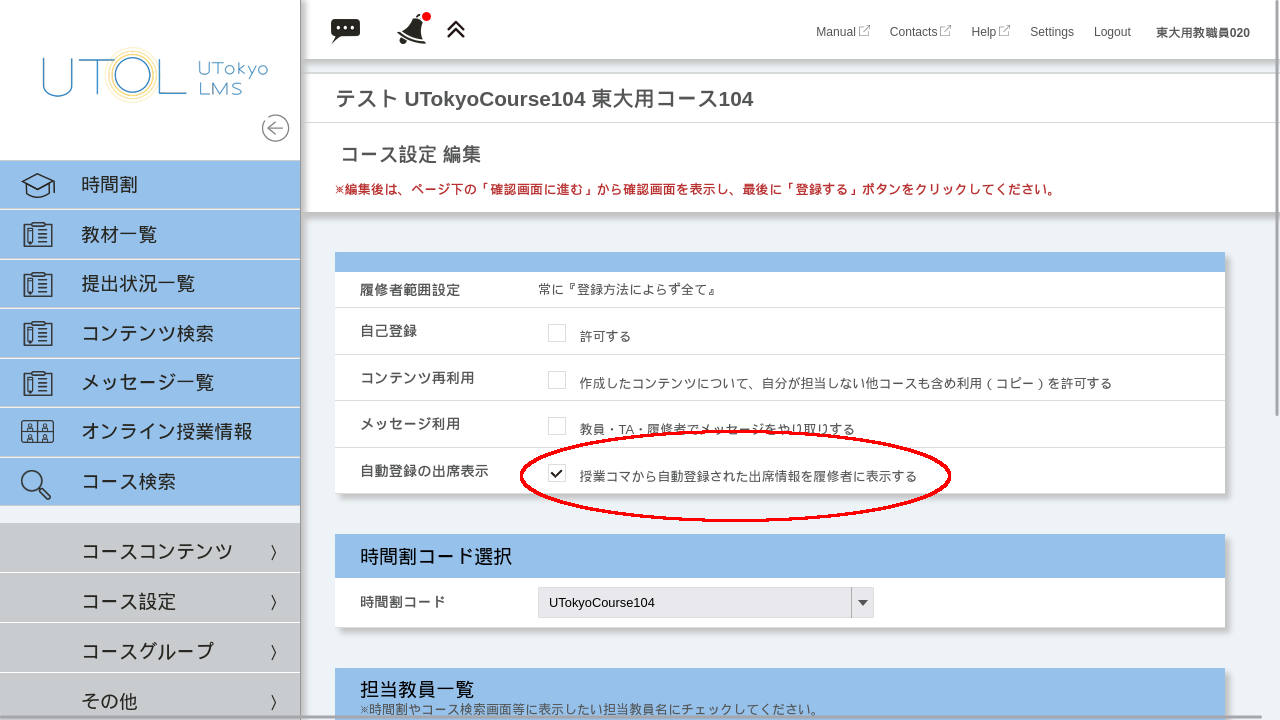 UTOL UTokyo LMS
Manual Contacts Help Settings Logout 東大用教職員020
時間割
教材一覧
提出状況一覧
コンテンツ検索
メッセージ一覧
オンライン授業情報
コース検索
コースコンテンツ 〉
コース設定 〉
コースグループ 〉
その他 〉
テスト UTokyoCourse104 東大用コース104
コース設定 編集
※編集後は、ページ下の「確認画面に進む」から確認画面を表示し、最後に「登録する」ボタンをクリックしてください。
履修者範囲設定 常に『登録方法によらず全て』
自己登録 許可する
コンテンツ再利用 作成したコンテンツについて、自分が担当しない他コースも含め利用（コピー）を許可する
メッセージ利用 教員・TA・履修者でメッセージをやり取りする
自動登録の出席表示 授業コマから自動登録された出席情報を履修者に表示する
時間割コード選択
時間割コード UTokyoCourse104
担当教員一覧
※時間割やコース検索画面等に表示したい担当教員名にチェックしてください。